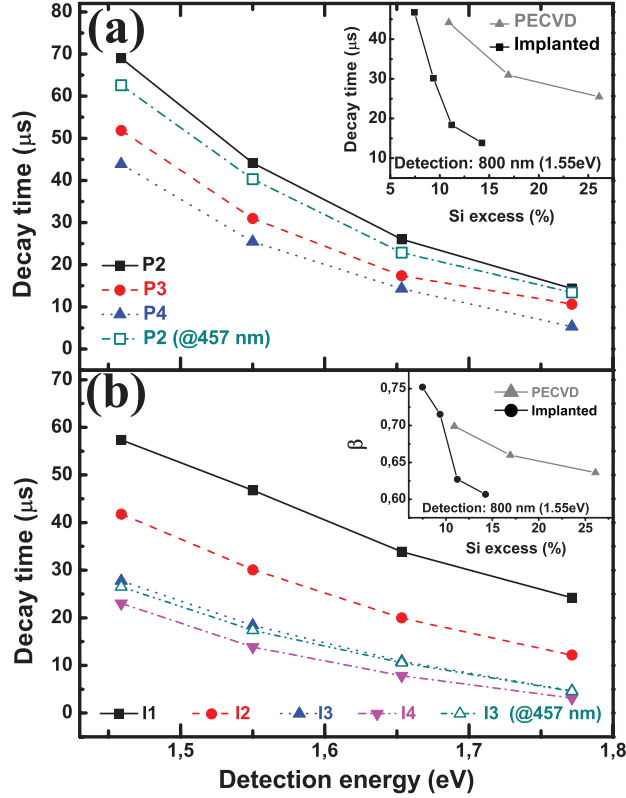 (a)
80
70
60
50
40
30
20
10
0
Decay time (μs)
P2
P3
P4
P2 (@457 nm)
PECVD
Implanted
40
30
20
10
Decay time (μs)
Detection: 800 nm (1.55eV)
5
10
15
20
25
Si excess (%)
(b)
70
60
50
40
30
20
10
0
Decay time (μs)
PECVD
Implanted
0,75
0,70
0,65
0,60
β
Detection: 800 nm (1.55eV)
10
15
20
25
Si excess (%)
I1 I2 I3 I4 I3 (@457 nm)
1,5 1,6 1,7 1,8
Detection energy (eV)